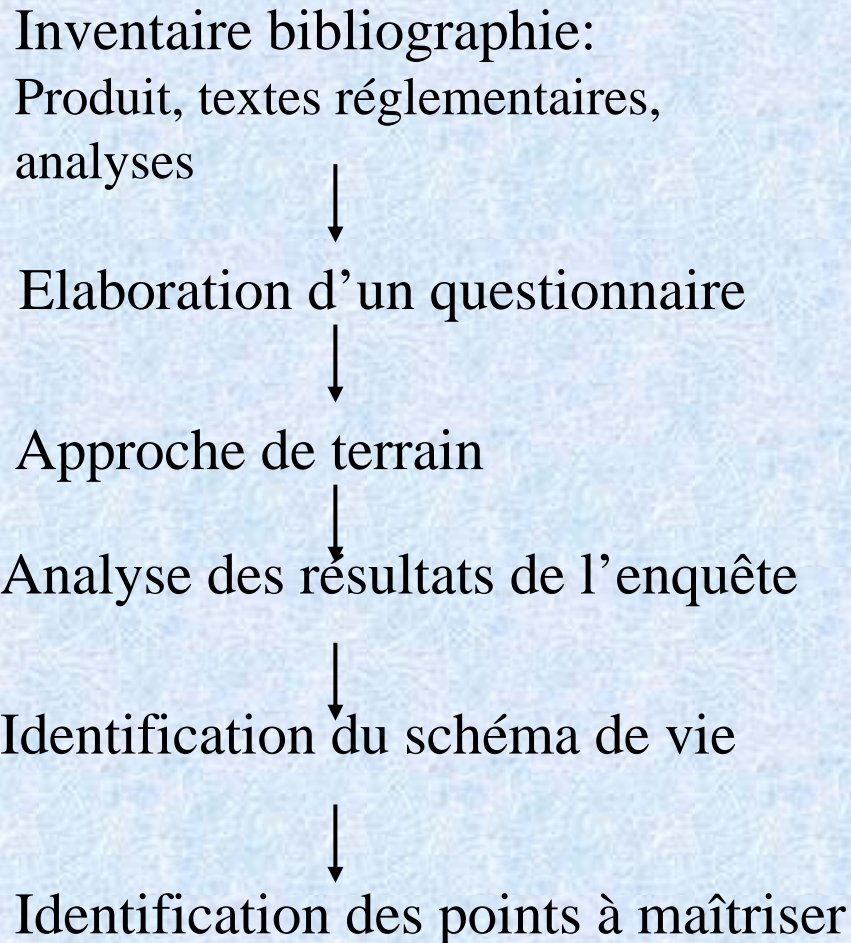 Inventaire bibliographie:
Produit, textes réglementaires,
analyses
Elaboration d’un questionnaire
Approche de terrain
Analyse des résultats de l’enquête
Identification du schéma de vie
Identification des points à maîtriser